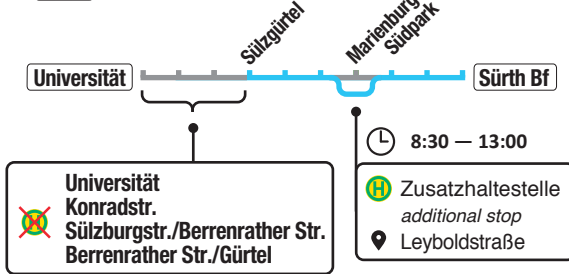 Sülzgürtel
Marienburg
Südpark
Universität
Sürth Bf
8:30 — 13:00
H
Universität
Konradstr.
Sülzburgstr./Berrenrather Str.
Berrenrather Str./Gürtel
H Zusatzhaltestelle
additional stop
Leyboldstraße